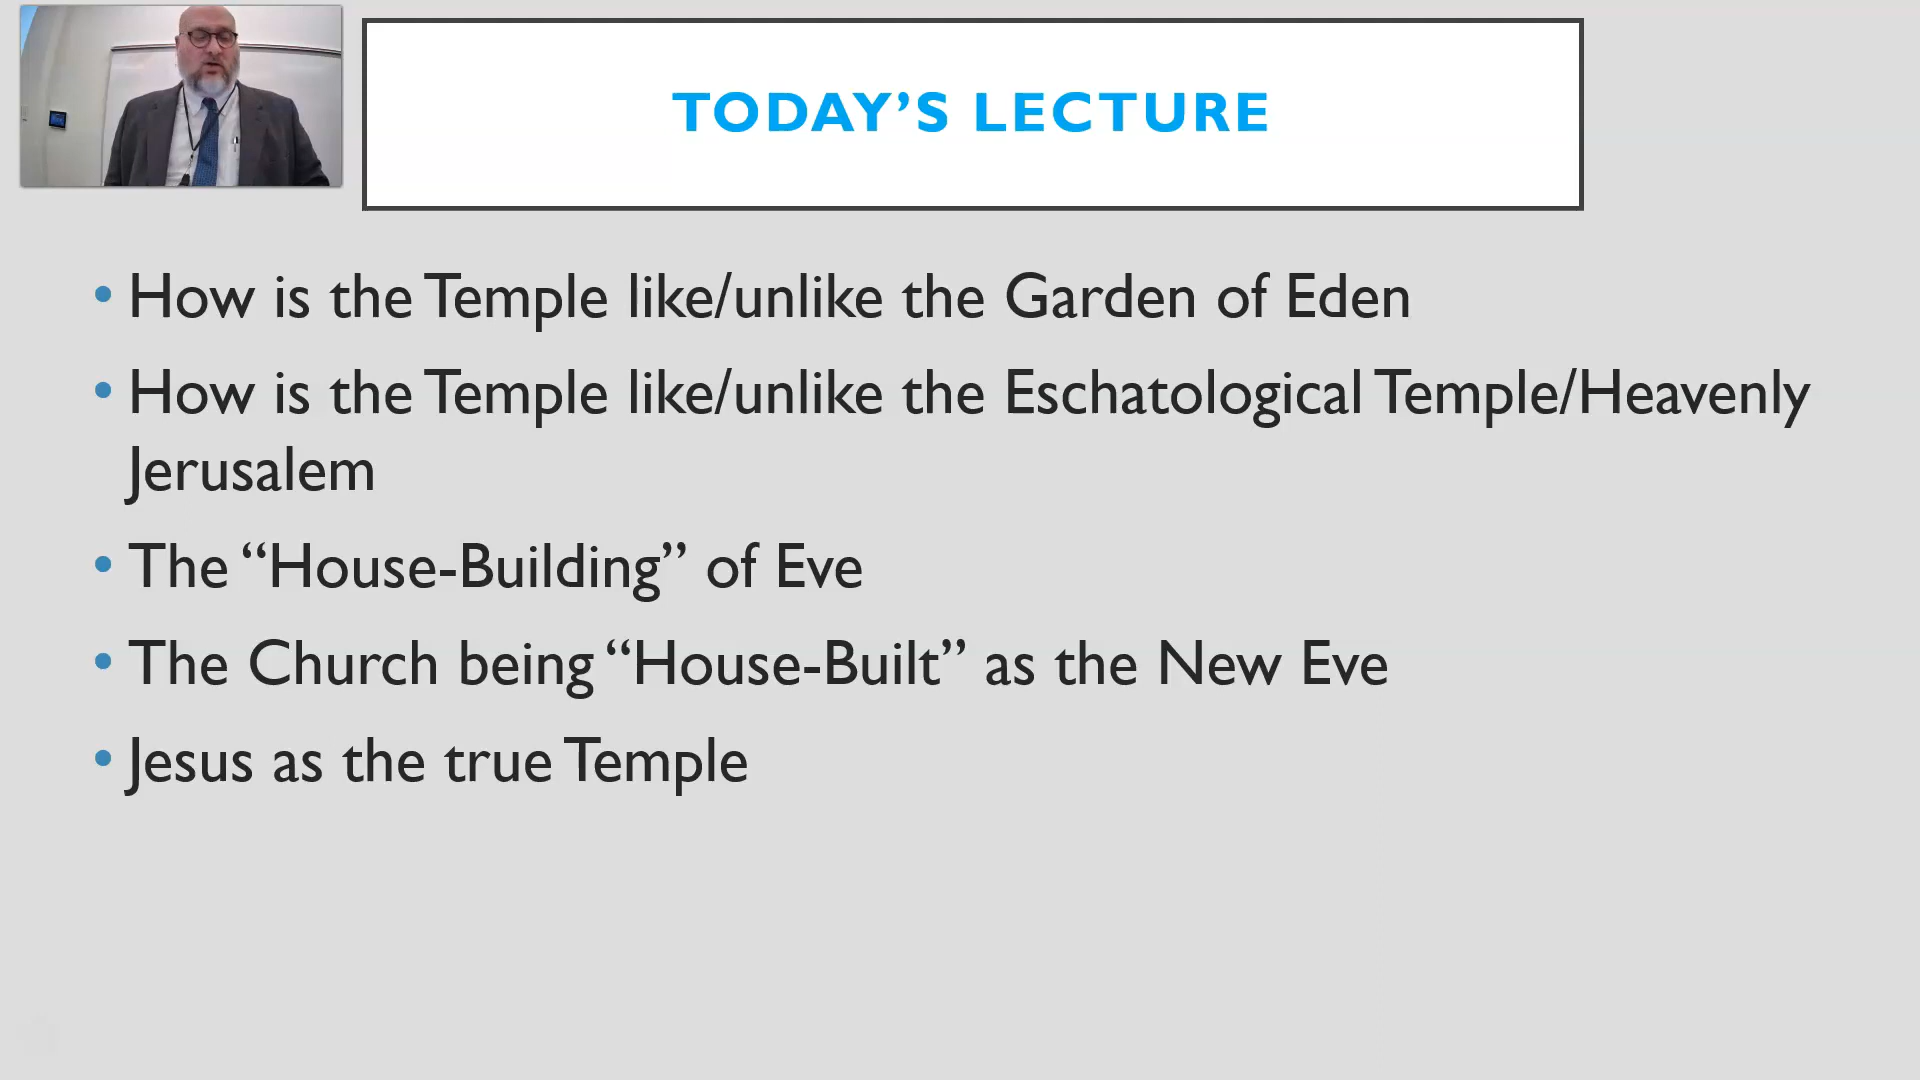 TODAY’S LECTURE
• How is the Temple like/unlike the Garden of Eden
• How is the Temple like/unlike the Eschatological Temple/Heavenly
Jerusalem
• The “House-Building” of Eve
• The Church being “House-Built” as the New Eve
• Jesus as the true Temple